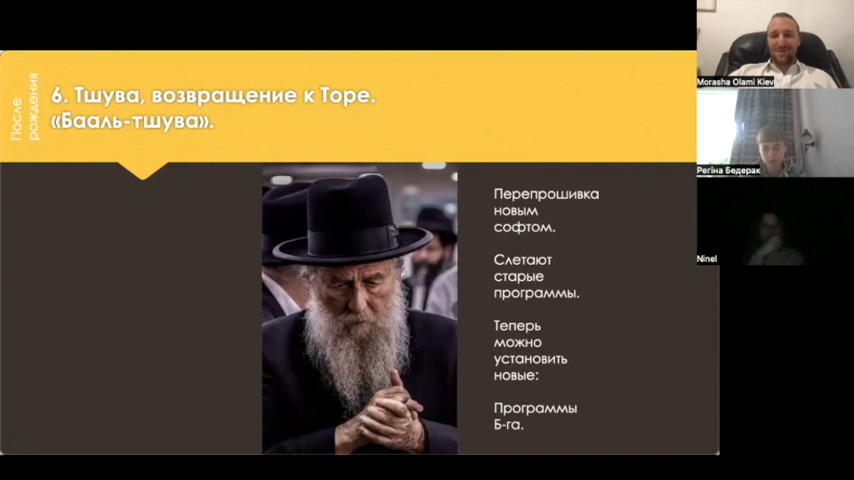 После
рождения
6. Тшува, возвращение к Торе.
«Бааль-тшува».
Перепрошивка
новым
софтом.
Слетают
старые
программы.
Теперь
можно
установить
новые:
Программы
Б-га.
Morasha Olami Kiev
Регіна Бедерак
Ninel